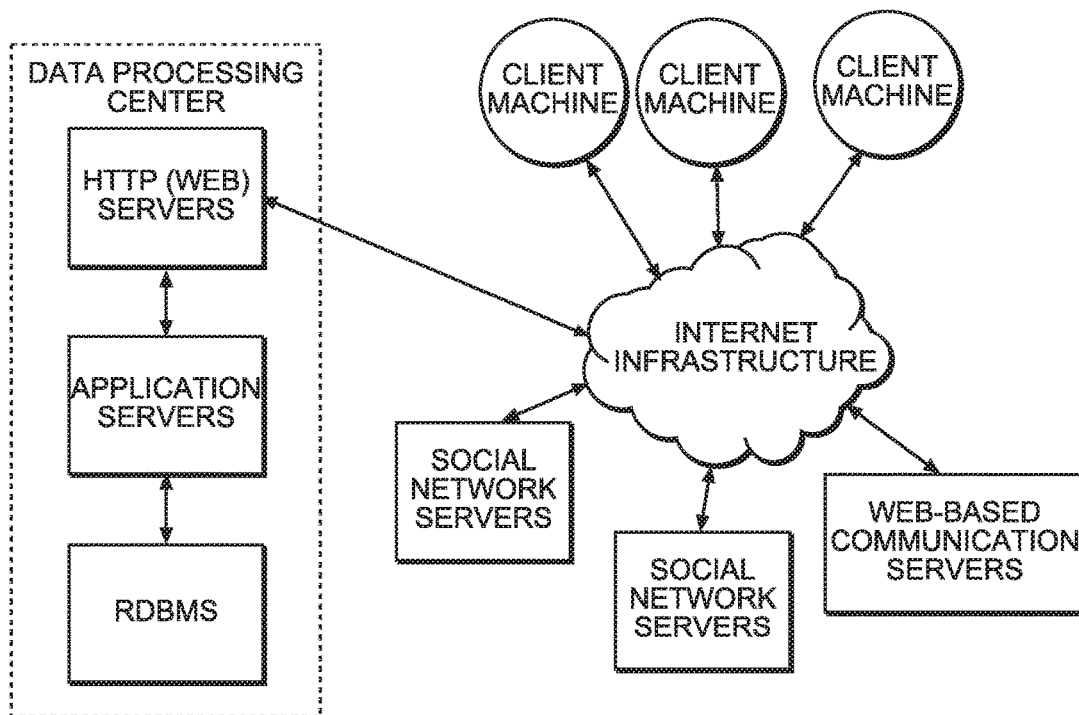 DATA PROCESSING
CENTER
HTTP (WEB)
SERVERS
APPLICATION
SERVERS
RDBMS
CLIENT
MACHINE
CLIENT
MACHINE
CLIENT
MACHINE
INTERNET
INFRASTRUCTURE
SOCIAL
NETWORK
SERVERS
SOCIAL
NETWORK
SERVERS
WEB-BASED
COMMUNICATION
SERVERS